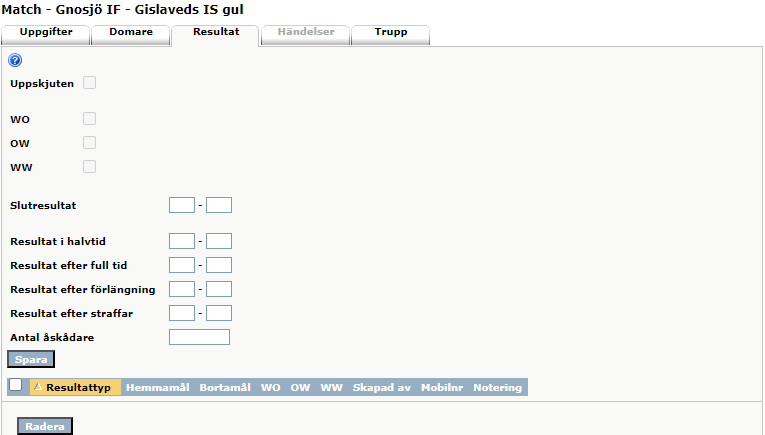 Match - Gnosjö IF - Gislaveds IS gul
Uppgifter Domare Resultat Händelser Trupp
?
Uppskjuten
WO
OW
WW
Slutresultat -
Resultat i halvtid -
Resultat efter full tid -
Resultat efter förlängning -
Resultat efter straffar -
Antal åskådare
Spara
Resultattyp Hemmamål Bortamål WO OW WW Skapad av Mobilnr Notering
Radera